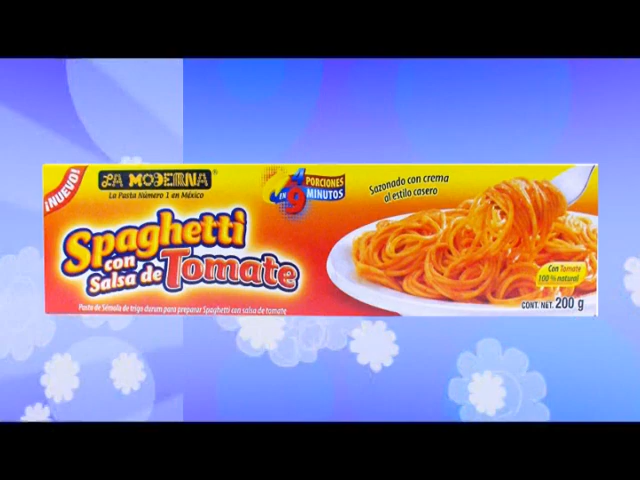 ¡NUEVO!
LA MODERNA
La Pasta Número 1 en México
4 PORCIONES
EN 9 MINUTOS
Sazonado con crema
al estilo casero
Spaghetti
con
Salsa de Tomate
Pasta de Sémola de trigo durum para preparar Spaghetti con salsa de tomate
Con Tomate
100% natural
CONT. NET. 200 g